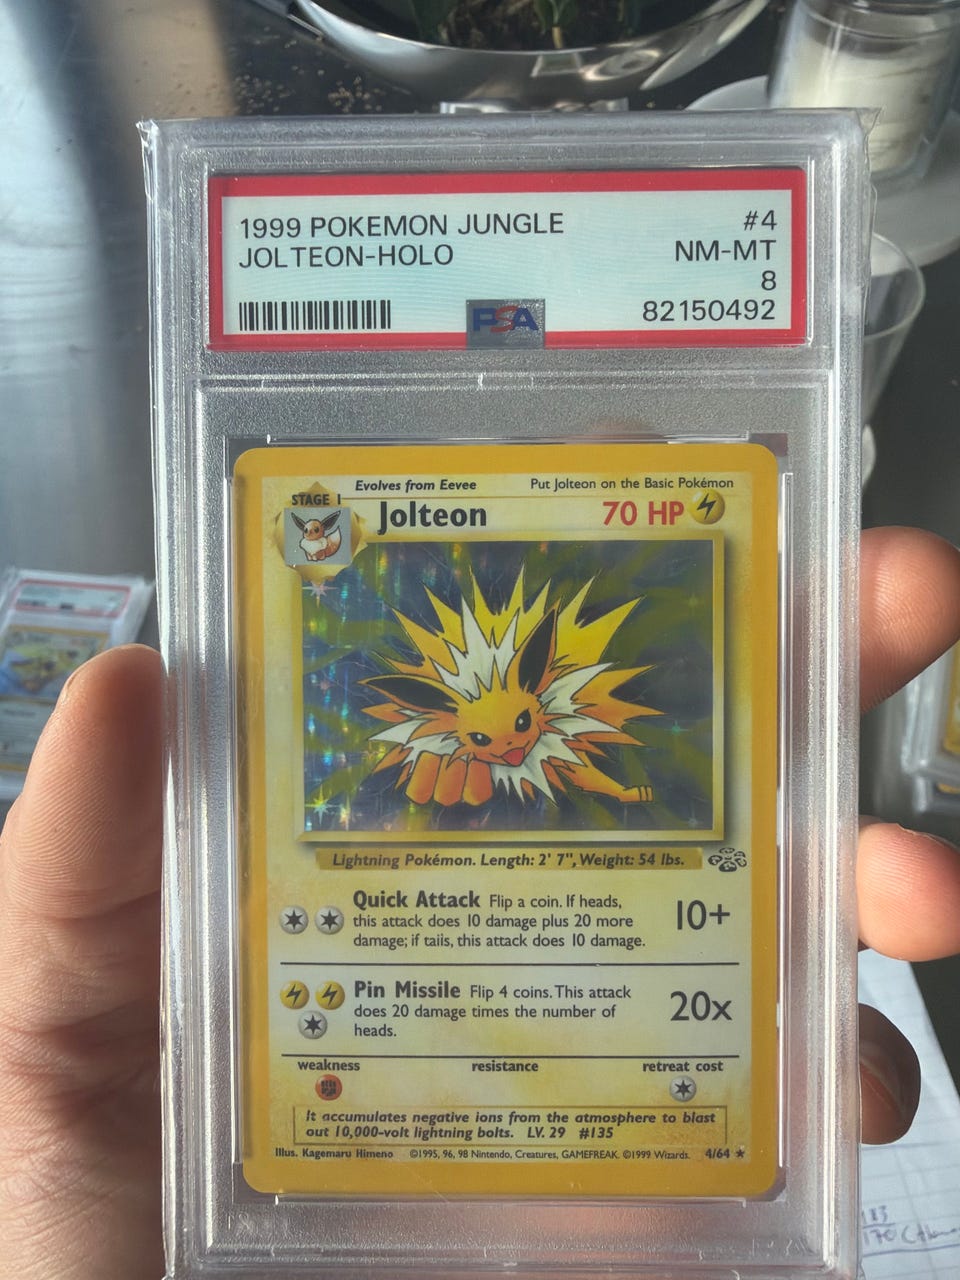 1999 POKEMON JUNGLE #4
JOLTEON-HOLO NM-MT
8
82150492
PSA
Evolves from Eevee Put Jolteon on the Basic Pokémon
STAGE 1
Jolteon 70 HP
Lightning Pokémon. Length: 2' 7", Weight: 54 lbs.
Quick Attack Flip a coin. If heads,
this attack does 10 damage plus 20 more
damage; if tails, this attack does 10 damage.
10+
Pin Missile Flip 4 coins. This attack
does 20 damage times the number of
heads.
20x
weakness resistance retreat cost
It accumulates negative ions from the atmosphere to blast
out 10,000-volt lightning bolts. LV. 29 #135
Illus. Kagemaru Himeno ©1995, 96, 98 Nintendo, Creatures, GAMEFREAK. ©1999 Wizards. 4/64 ★